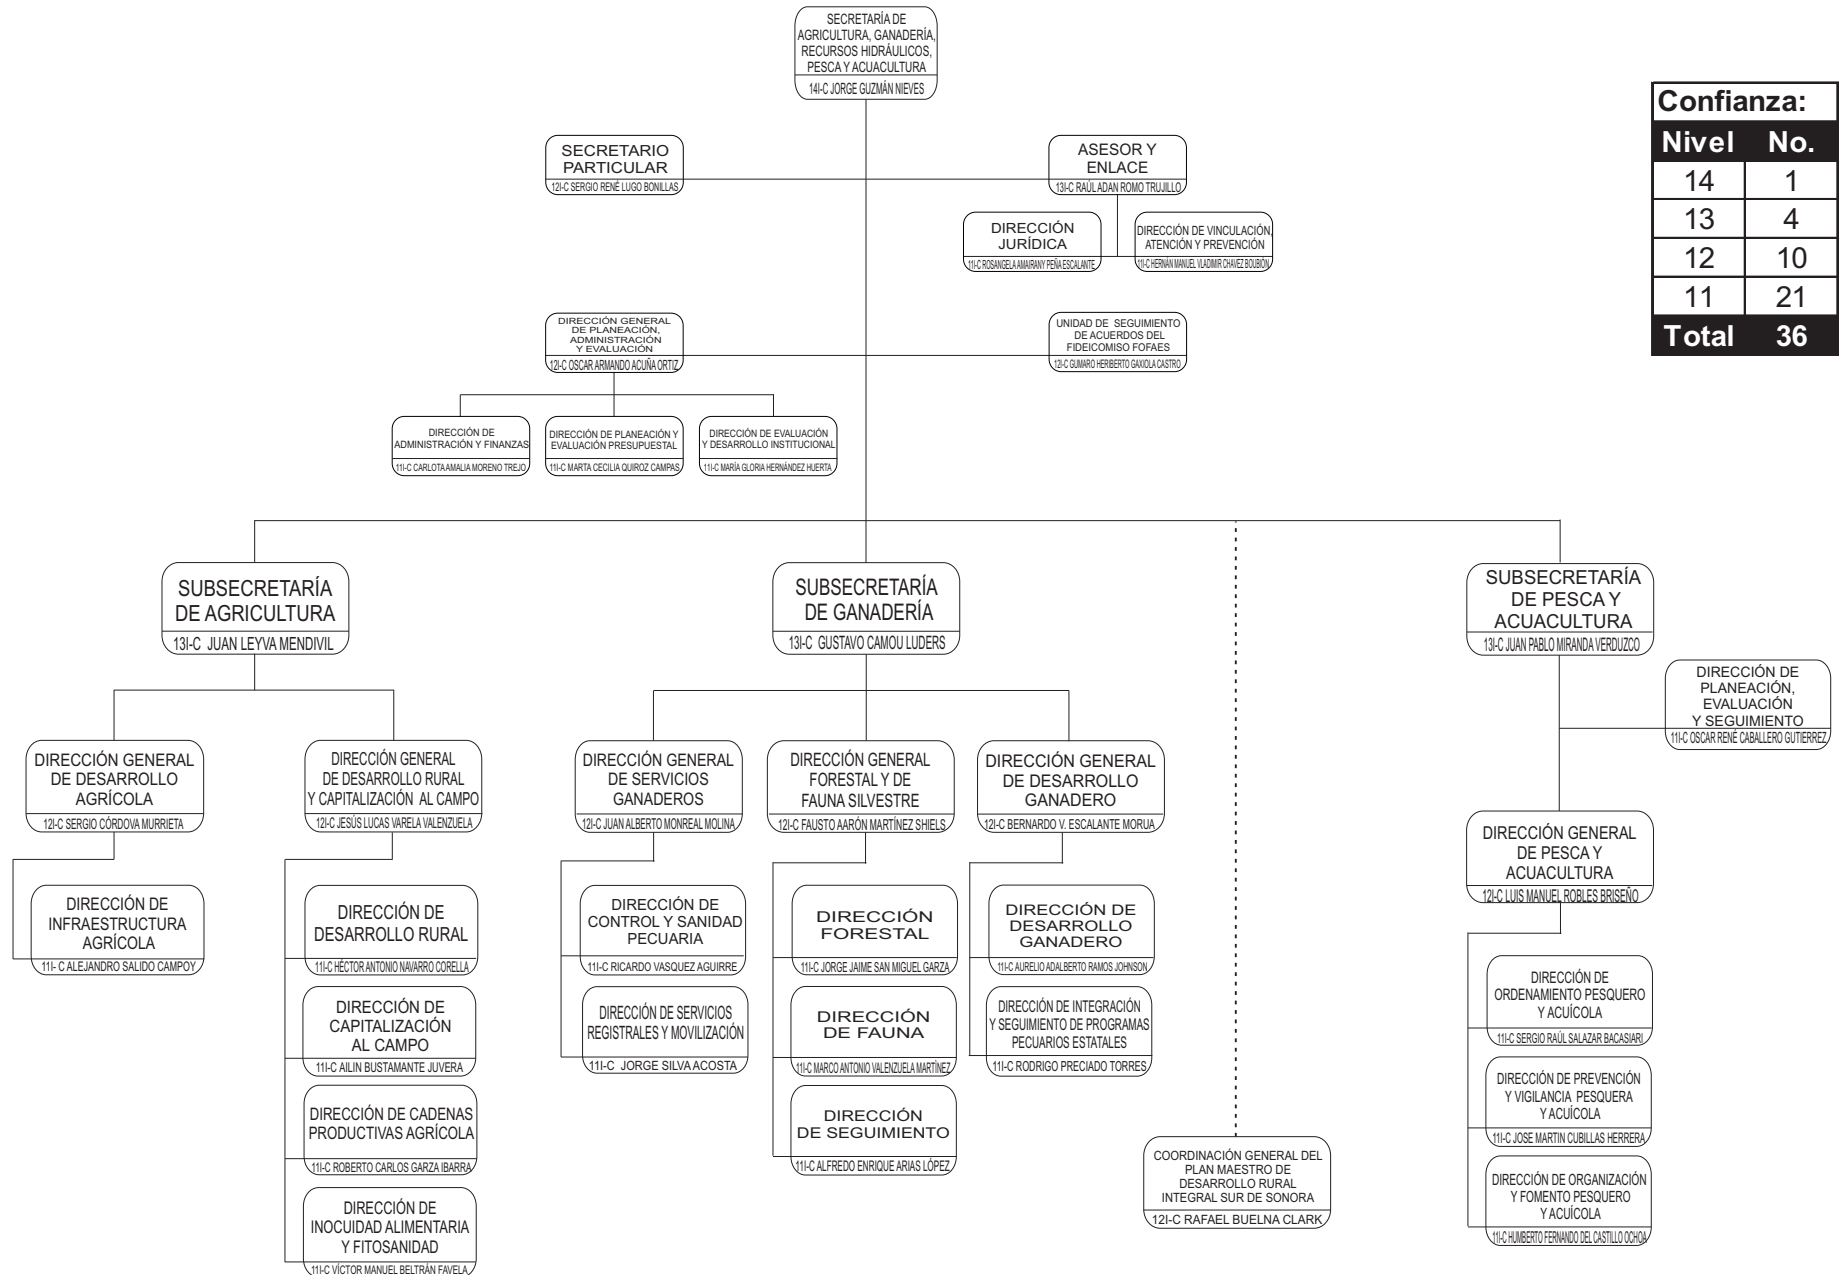 SECRETARÍA DE
AGRICULTURA, GANADERÍA,
RECURSOS HIDRÁULICOS,
PESCA Y ACUACULTURA
14I-C JORGE GUZMÁN NIEVES
Confianza:
Nivel No.
14 1
13 4
12 10
11 21
Total 36
SECRETARIO
PARTICULAR
12I-C SERGIO RENÉ LUGO BONILLAS
ASESOR Y
ENLACE
13I-C RAÚL ADAN ROMO TRUJILLO
DIRECCIÓN
JURÍDICA
11I-C ROSANGELA AMAIRANY PEÑA ESCALANTE
DIRECCIÓN DE VINCULACIÓN,
ATENCIÓN Y PREVENCIÓN
11I-C HERNÁN MANUEL VLADIMIR CHAVEZ BOUBIÓN
DIRECCIÓN GENERAL
DE PLANEACIÓN,
ADMINISTRACIÓN
Y EVALUACIÓN
12I-C OSCAR ARMANDO ACUÑA ORTIZ
UNIDAD DE SEGUIMIENTO
DE ACUERDOS DEL
FIDEICOMISO FOFAES
12I-C GUMARO HERIBERTO GAXIOLA CASTRO
DIRECCIÓN DE
ADMINISTRACIÓN Y FINANZAS
11I-C CARLOTA AMALIA MORENO TREJO
DIRECCIÓN DE PLANEACIÓN Y
EVALUACIÓN PRESUPUESTAL
11I-C MARTA CECILIA QUIROZ CAMPAS
DIRECCIÓN DE EVALUACIÓN
Y DESARROLLO INSTITUCIONAL
11I-C MARÍA GLORIA HERNÁNDEZ HUERTA
SUBSECRETARÍA
DE AGRICULTURA
13I-C JUAN LEYVA MENDIVIL
SUBSECRETARÍA
DE GANADERÍA
13I-C GUSTAVO CAMOU LUDERS
SUBSECRETARÍA
DE PESCA Y
ACUACULTURA
13I-C JUAN PABLO MIRANDA VERDUZCO
DIRECCIÓN DE
PLANEACIÓN,
EVALUACIÓN
Y SEGUIMIENTO
11I-C OSCAR RENÉ CABALLERO GUTIERREZ
DIRECCIÓN GENERAL
DE DESARROLLO
AGRÍCOLA
12I-C SERGIO CÓRDOVA MURRIETA
DIRECCIÓN GENERAL
DE DESARROLLO RURAL
Y CAPITALIZACIÓN AL CAMPO
12I-C JESÚS LUCAS VARELA VALENZUELA
DIRECCIÓN GENERAL
DE SERVICIOS
GANADEROS
12I-C JUAN ALBERTO MONREAL MOLINA
DIRECCIÓN GENERAL
FORESTAL Y DE
FAUNA SILVESTRE
12I-C FAUSTO AARÓN MARTÍNEZ SHIELS
DIRECCIÓN GENERAL
DE DESARROLLO
GANADERO
12I-C BERNARDO V. ESCALANTE MORUA
DIRECCIÓN GENERAL
DE PESCA Y
ACUACULTURA
12I-C LUIS MANUEL ROBLES BRISEÑO
DIRECCIÓN DE
INFRAESTRUCTURA
AGRÍCOLA
11I- C ALEJANDRO SALIDO CAMPOY
DIRECCIÓN DE
DESARROLLO RURAL
11I-C HÉCTOR ANTONIO NAVARRO CORELLA
DIRECCIÓN DE
CAPITALIZACIÓN
AL CAMPO
11I-C AILIN BUSTAMANTE JUVERA
DIRECCIÓN DE CADENAS
PRODUCTIVAS AGRÍCOLA
11I-C ROBERTO CARLOS GARZA IBARRA
DIRECCIÓN DE
INOCUIDAD ALIMENTARIA
Y FITOSANIDAD
11I-C VÍCTOR MANUEL BELTRÁN FAVELA
DIRECCIÓN DE
CONTROL Y SANIDAD
PECUARIA
11I-C RICARDO VASQUEZ AGUIRRE
DIRECCIÓN DE SERVICIOS
REGISTRALES Y MOVILIZACIÓN
11I-C JORGE SILVA ACOSTA
DIRECCIÓN
FORESTAL
11I-C JORGE JAIME SAN MIGUEL GARZA
DIRECCIÓN
DE FAUNA
11I-C MARCO ANTONIO VALENZUELA MARTÍNEZ
DIRECCIÓN
DE SEGUIMIENTO
11I-C ALFREDO ENRIQUE ARIAS LÓPEZ
DIRECCIÓN DE
DESARROLLO
GANADERO
11I-C AURELIO ADALBERTO RAMOS JOHNSON
DIRECCIÓN DE INTEGRACIÓN
Y SEGUIMIENTO DE PROGRAMAS
PECUARIOS ESTATALES
11I-C RODRIGO PRECIADO TORRES
COORDINACIÓN GENERAL DEL
PLAN MAESTRO DE
DESARROLLO RURAL
INTEGRAL SUR DE SONORA
12I-C RAFAEL BUELNA CLARK
DIRECCIÓN DE
ORDENAMIENTO PESQUERO
Y ACUÍCOLA
11I-C SERGIO RAÚL SALAZAR BACASIARI
DIRECCIÓN DE PREVENCIÓN
Y VIGILANCIA PESQUERA
Y ACUÍCOLA
11I-C JOSE MARTIN CUBILLAS HERRERA
DIRECCIÓN DE ORGANIZACIÓN
Y FOMENTO PESQUERO
Y ACUÍCOLA
11I-C HUMBERTO FERNANDO DEL CASTILLO OCHOA